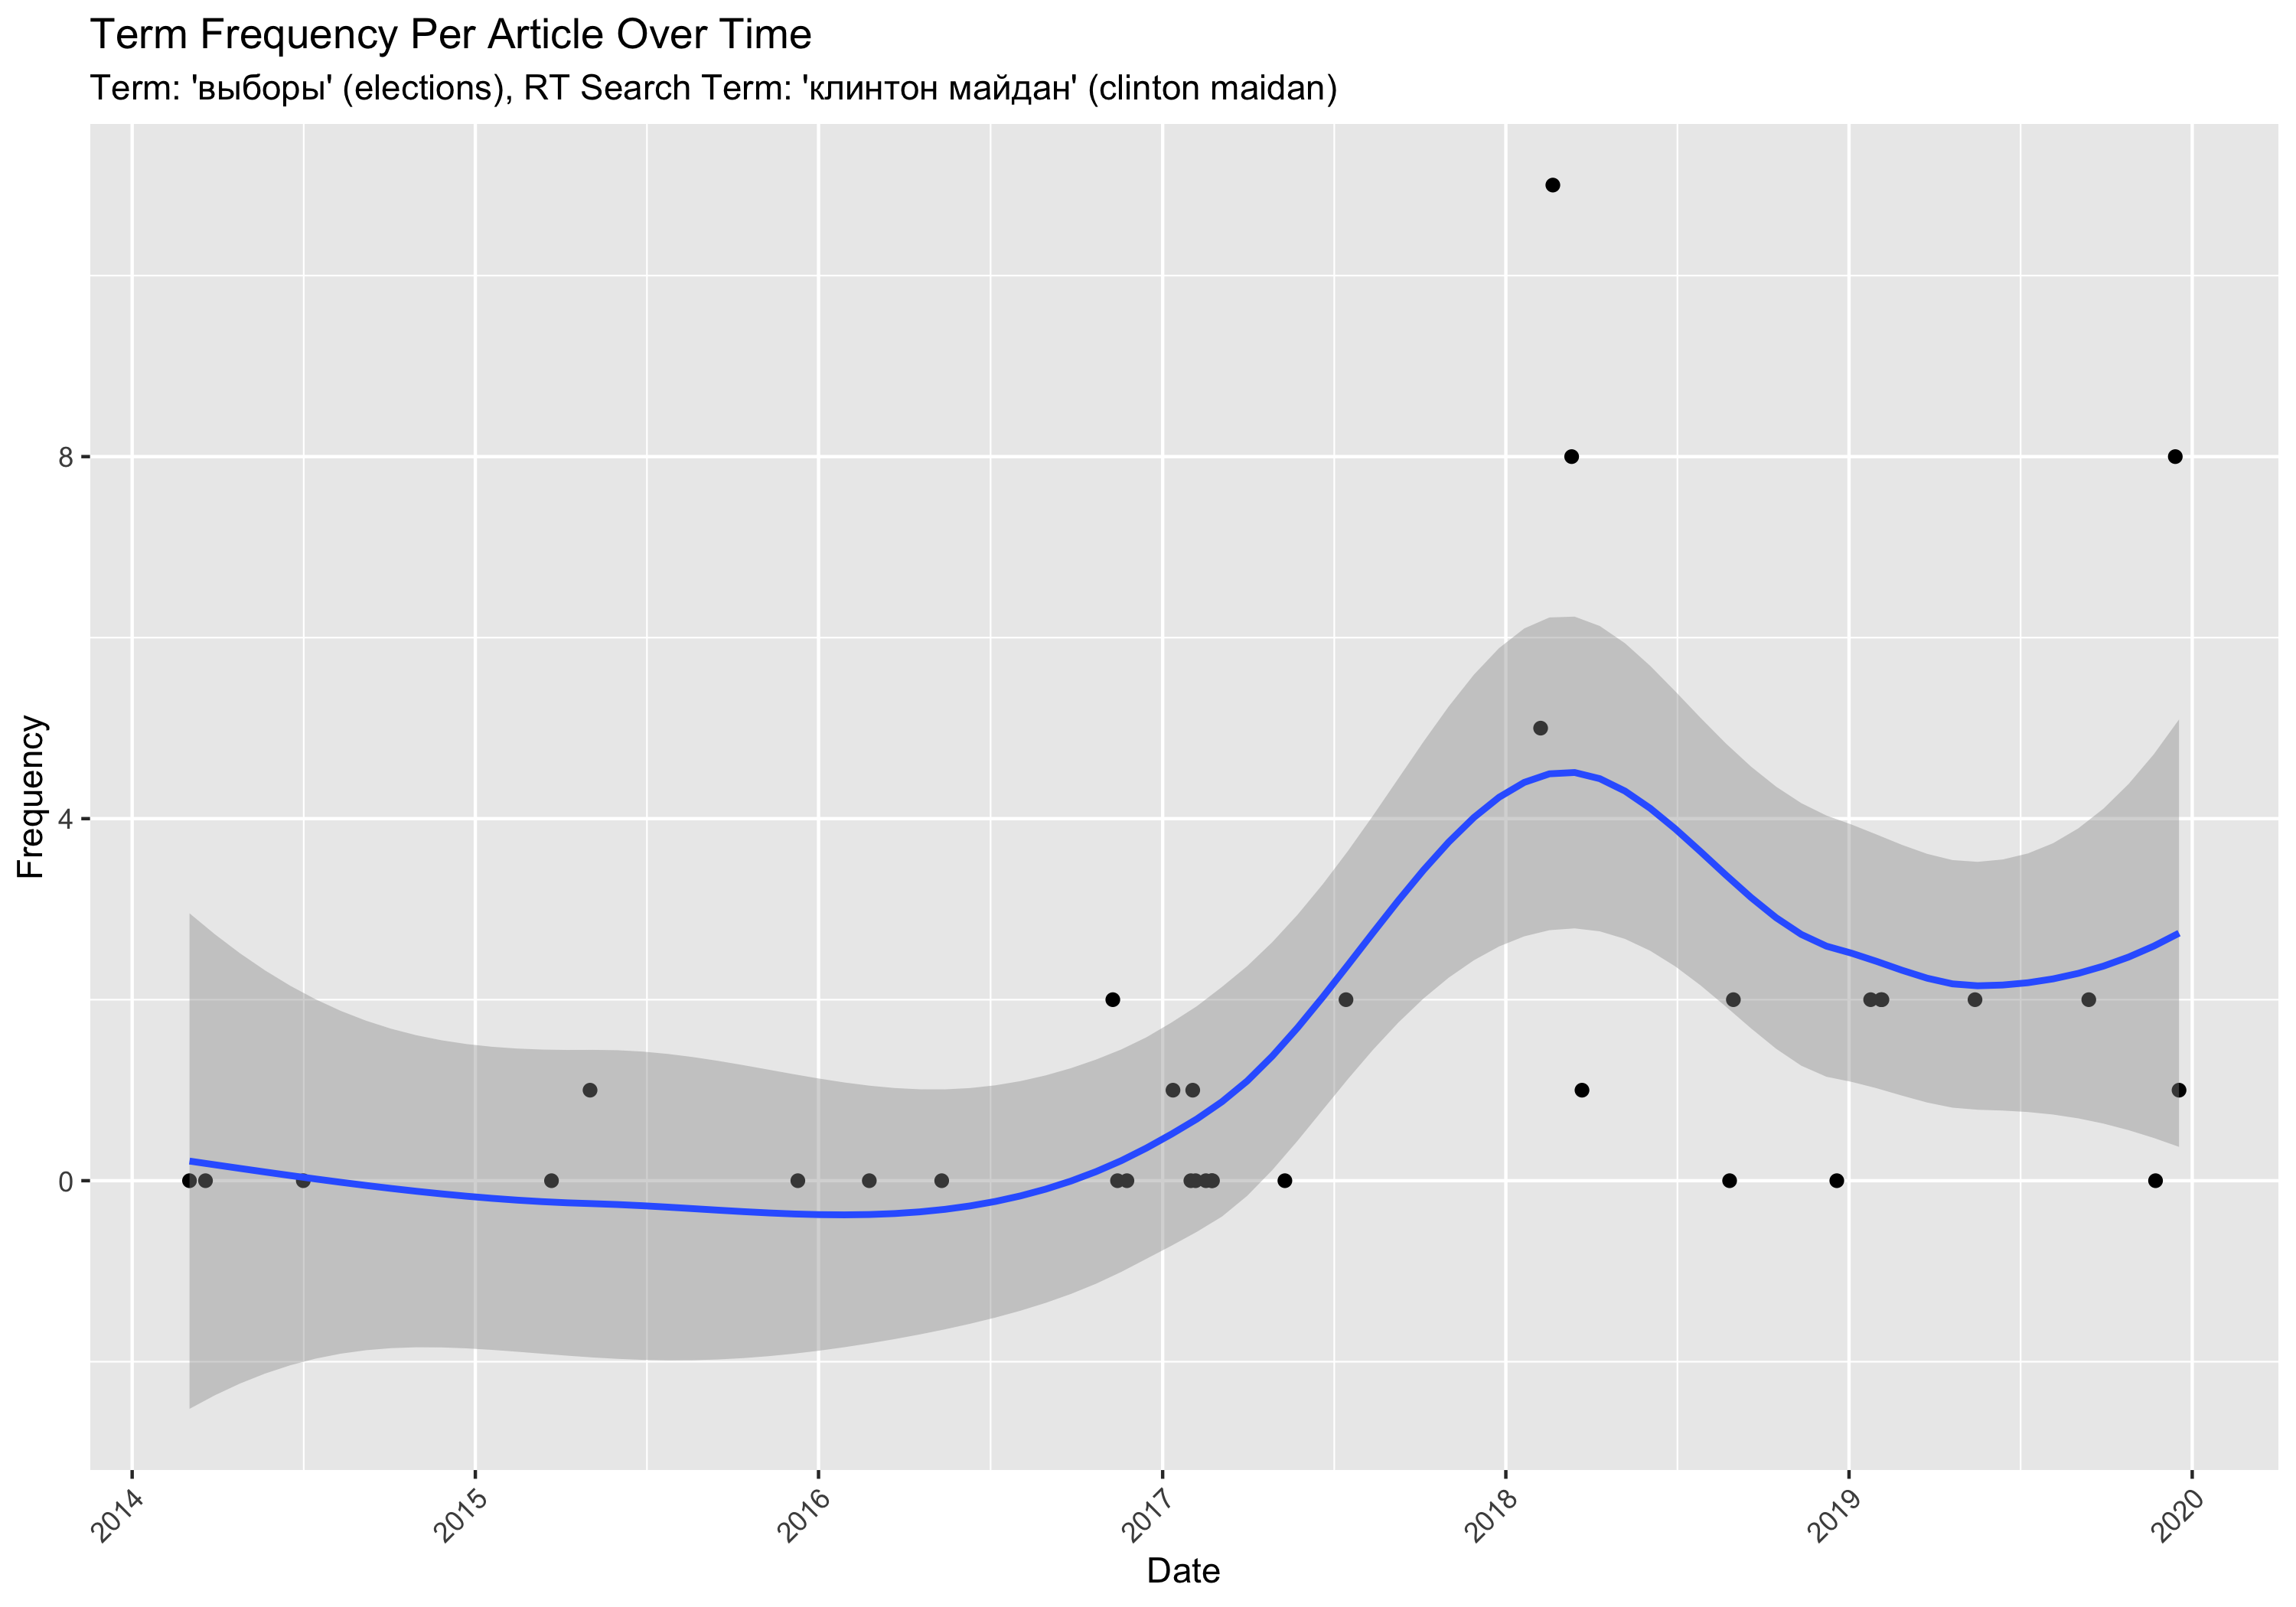 Term Frequency Per Article Over Time
Term: 'выборы' (elections), RT Search Term: 'клинтон майдан' (clinton maidan)
Frequency
8
4
0
2014
2015
2016
2017
2018
2019
2020
Date